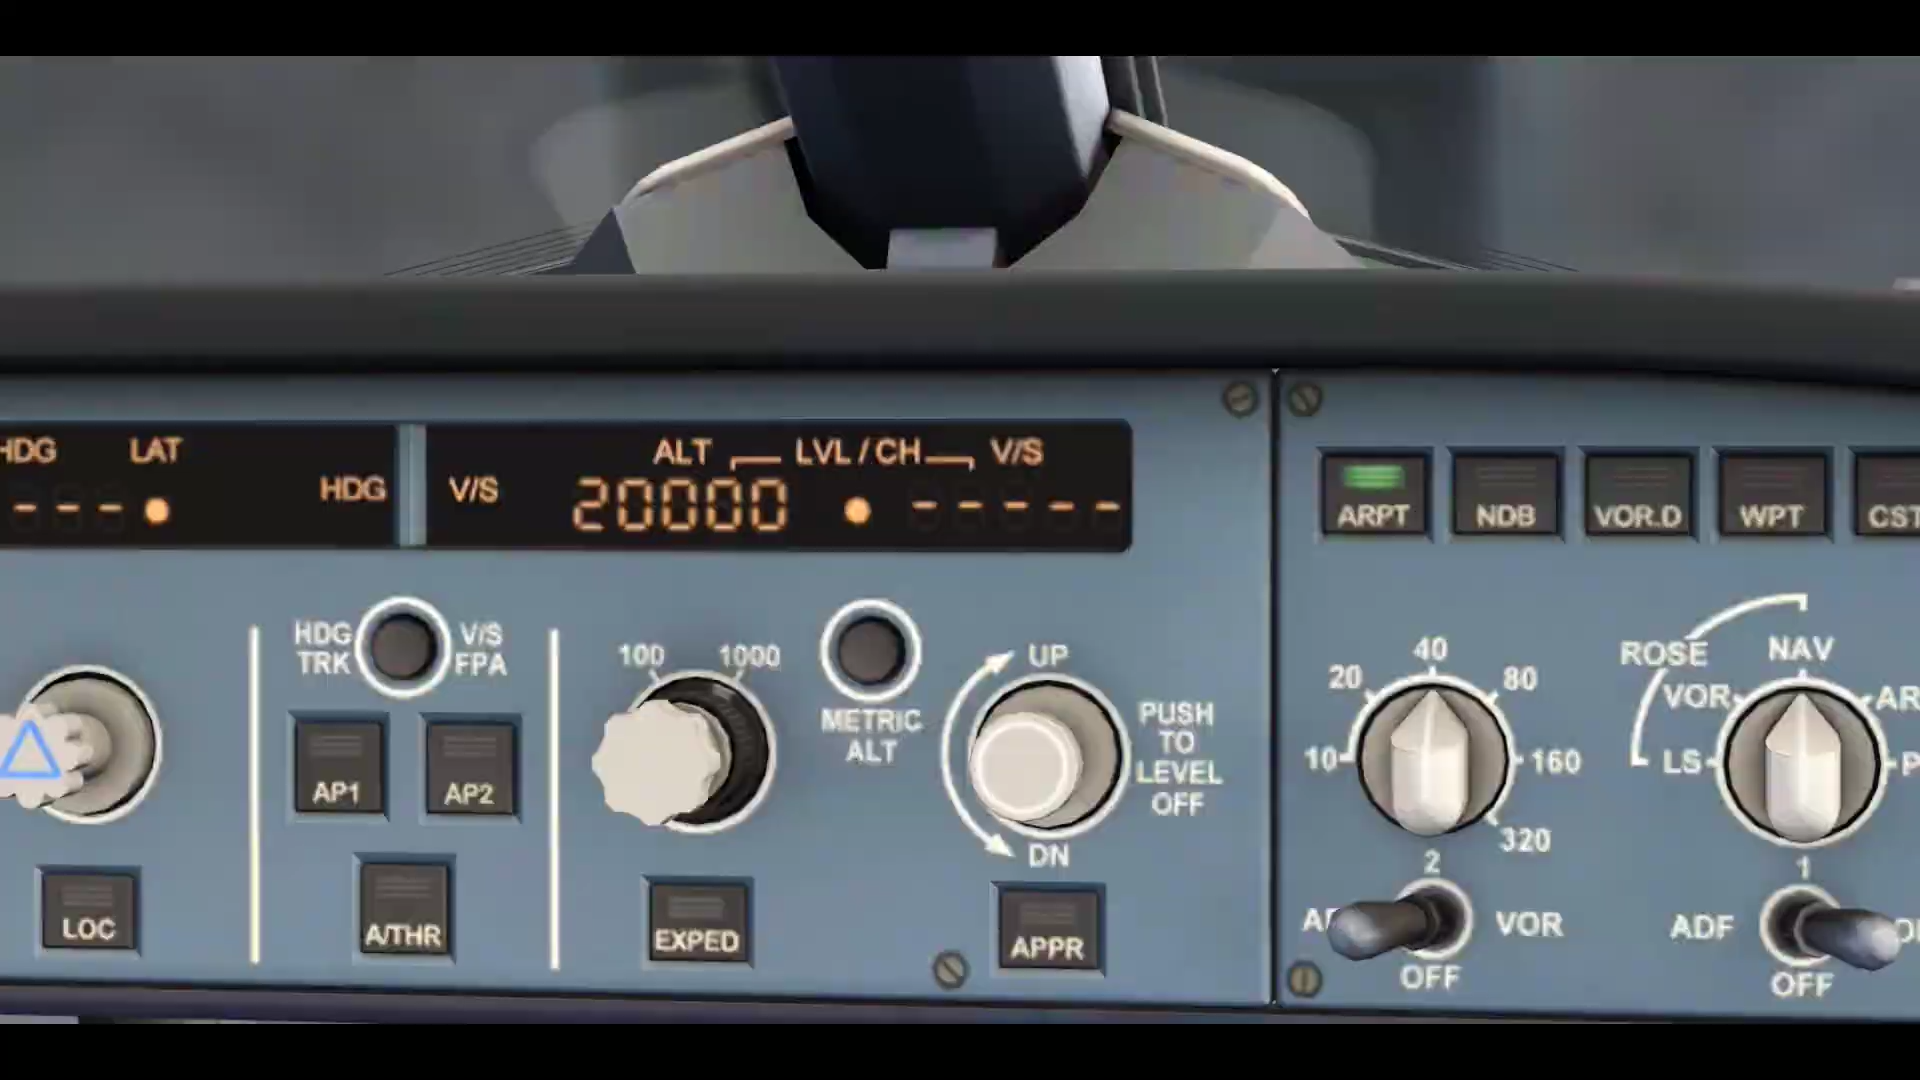 HDG LAT
HDG
V/S
ALT LVL / CH V/S
20000 - - - - -
- - -
ARPT NDB VOR.D WPT CST
HDG
TRK
V/S
FPA
AP1 AP2
A/THR
LOC
100 1000
METRIC
ALT
UP
DN
PUSH
TO
LEVEL
OFF
EXPED
APPR
10 20 40 80 160 320
ROSE NAV
VOR
LS
2
VOR
OFF
1
ADF
OFF